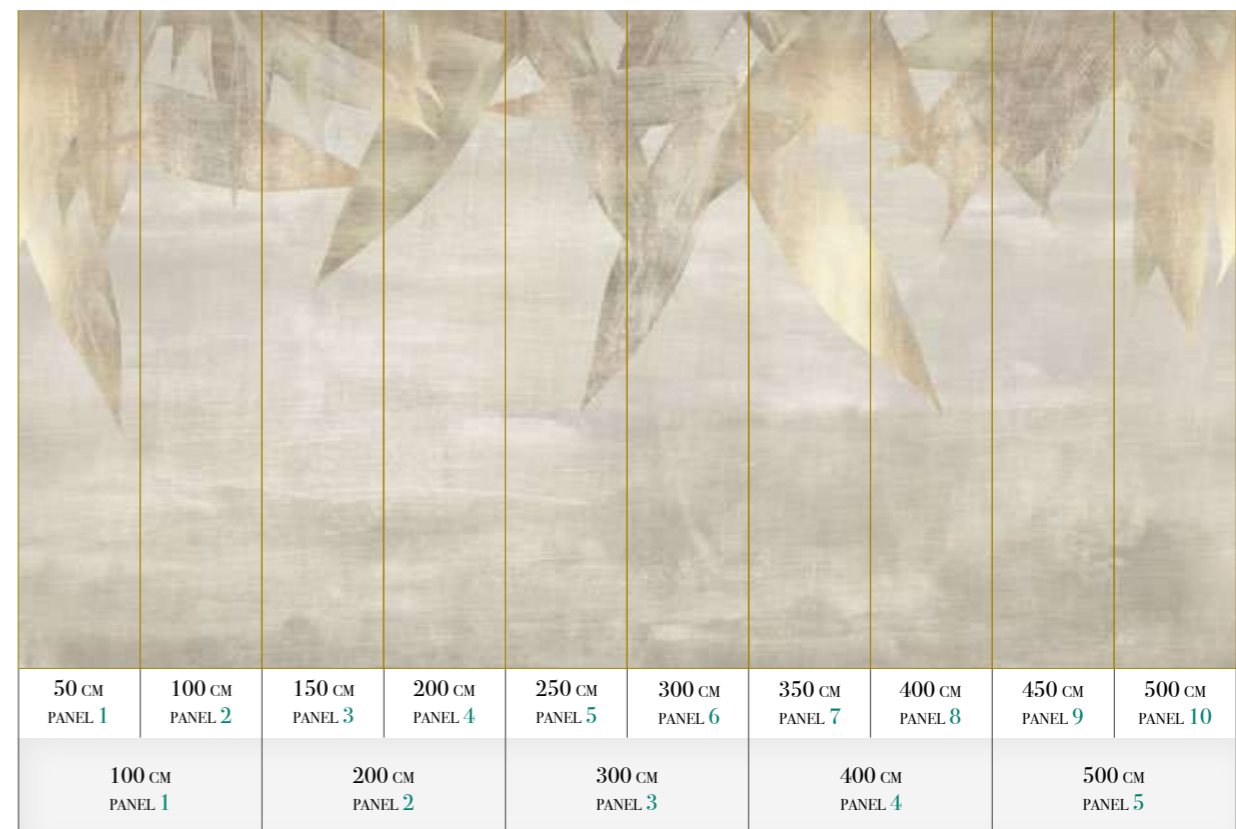 50 CM
PANEL 1
100 CM
PANEL 2
150 CM
PANEL 3
200 CM
PANEL 4
250 CM
PANEL 5
300 CM
PANEL 6
350 CM
PANEL 7
400 CM
PANEL 8
450 CM
PANEL 9
500 CM
PANEL 10
100 CM
PANEL 1
200 CM
PANEL 2
300 CM
PANEL 3
400 CM
PANEL 4
500 CM
PANEL 5